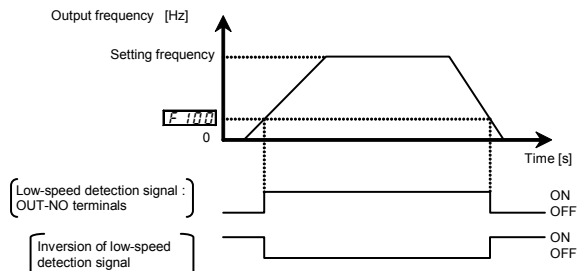 Output frequency [Hz]
Setting frequency
F 100
0
Time [s]
Low-speed detection signal :
OUT-NO terminals
ON
OFF
Inversion of low-speed
detection signal
ON
OFF